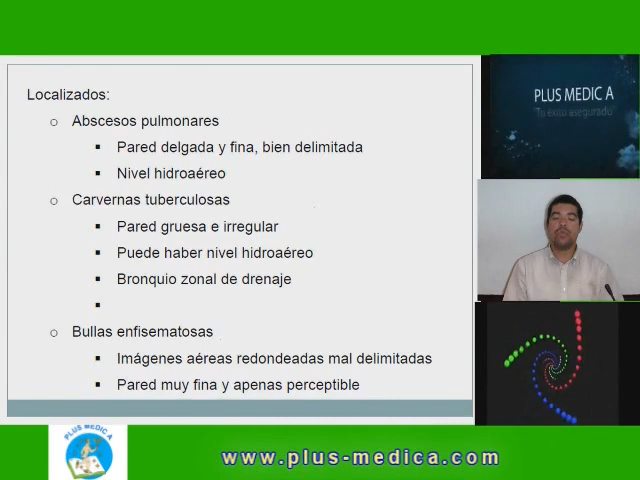 Localizados:
o Abscesos pulmonares
▪ Pared delgada y fina, bien delimitada
▪ Nivel hidroaéreo
o Carvernas tuberculosas
▪ Pared gruesa e irregular
▪ Puede haber nivel hidroaéreo
▪ Bronquio zonal de drenaje
▪
o Bullas enfisematosas
▪ Imágenes aéreas redondeadas mal delimitadas
▪ Pared muy fina y apenas perceptible
PLUS MEDIC A
"Tu éxito asegurado"
PLUS MEDIC A
www.plus-medica.com